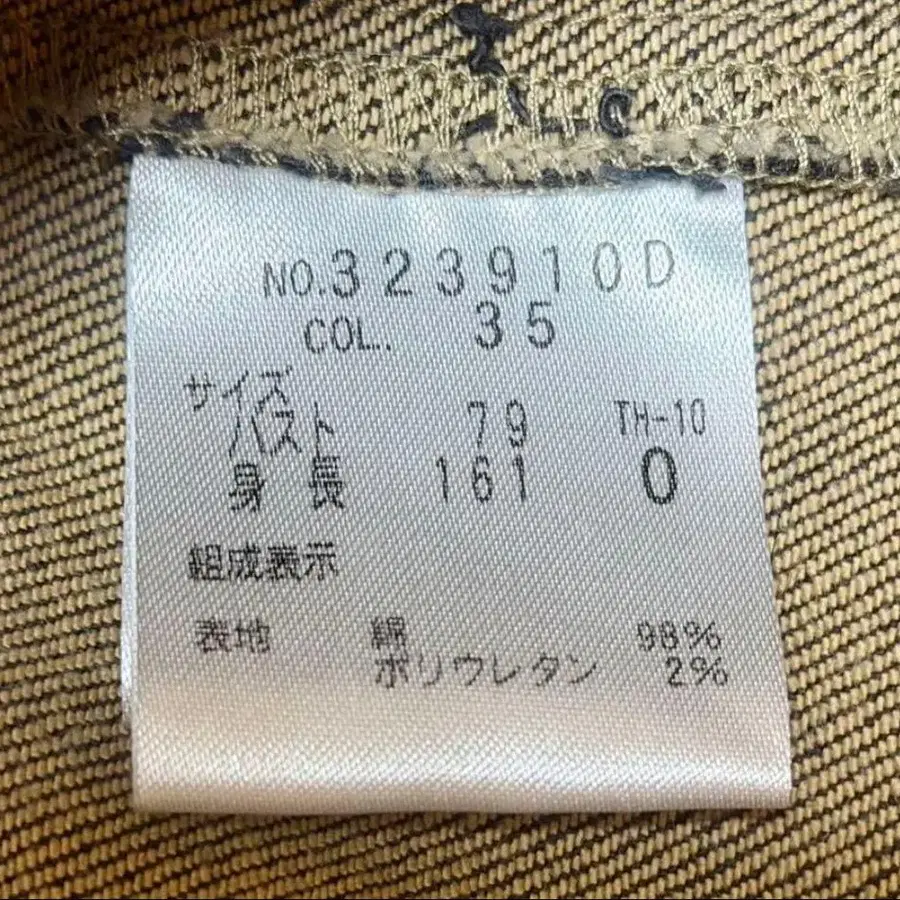 NO.323910D
COL. 35
サイズ
バスト 79 TH-10
身長 161 0
組成表示
表地 綿 98%
ポリウレタン 2%